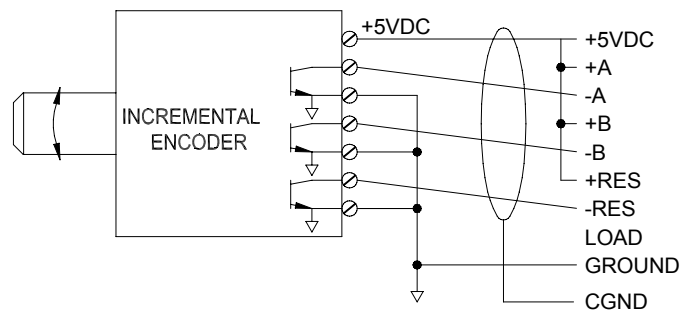 +5VDC
+5VDC
+A
-A
INCREMENTAL
ENCODER
+B
-B
+RES
-RES
LOAD
GROUND
CGND